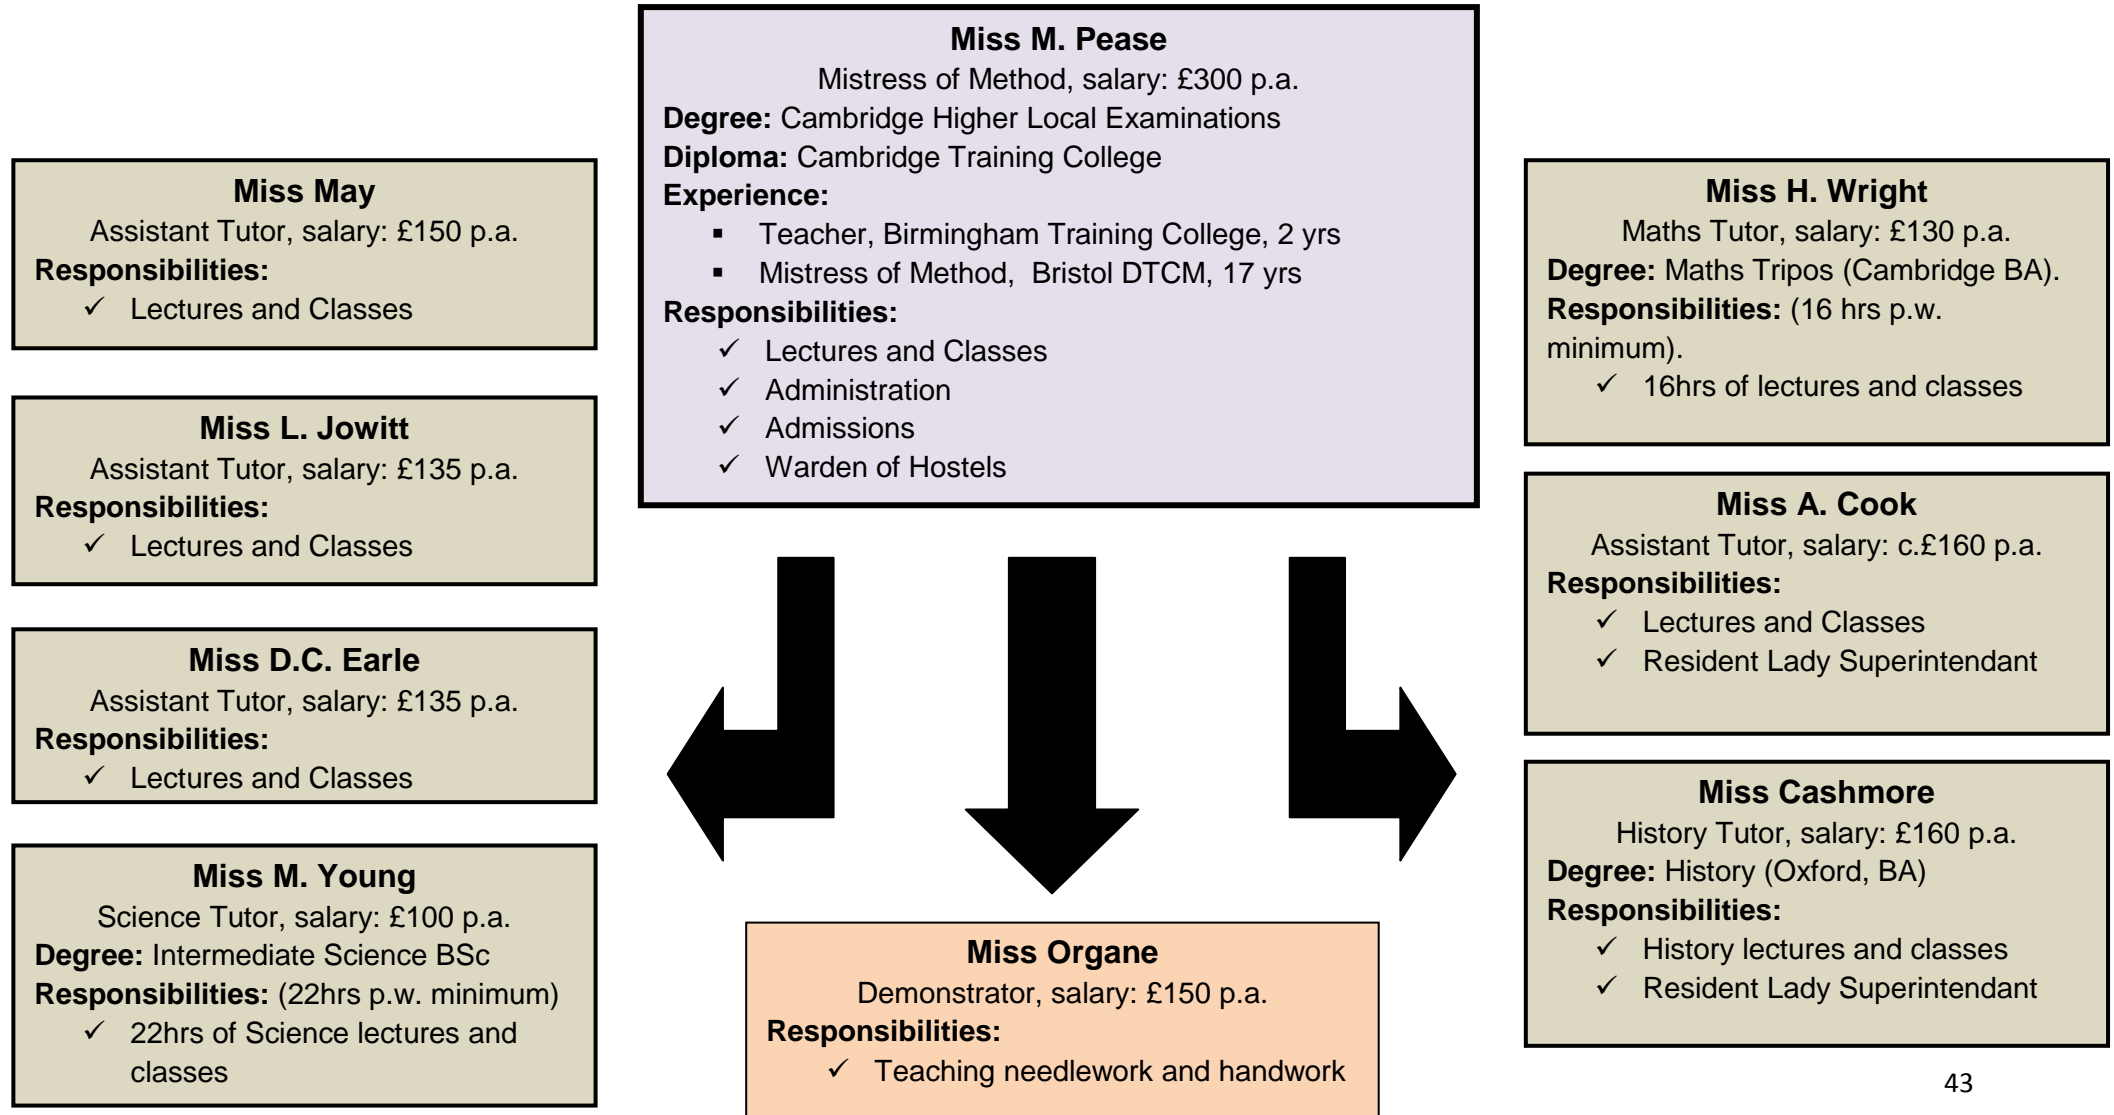 Miss M. Pease
Mistress of Method, salary: £300 p.a.
Degree: Cambridge Higher Local Examinations
Diploma: Cambridge Training College
Experience:
▪ Teacher, Birmingham Training College, 2 yrs
▪ Mistress of Method, Bristol DTCM, 17 yrs
Responsibilities:
✓ Lectures and Classes
✓ Administration
✓ Admissions
✓ Warden of Hostels
Miss May
Assistant Tutor, salary: £150 p.a.
Responsibilities:
✓ Lectures and Classes
Miss L. Jowitt
Assistant Tutor, salary: £135 p.a.
Responsibilities:
✓ Lectures and Classes
Miss D.C. Earle
Assistant Tutor, salary: £135 p.a.
Responsibilities:
✓ Lectures and Classes
Miss M. Young
Science Tutor, salary: £100 p.a.
Degree: Intermediate Science BSc
Responsibilities: (22hrs p.w. minimum)
✓ 22hrs of Science lectures and
classes
Miss Organe
Demonstrator, salary: £150 p.a.
Responsibilities:
✓ Teaching needlework and handwork
Miss H. Wright
Maths Tutor, salary: £130 p.a.
Degree: Maths Tripos (Cambridge BA).
Responsibilities: (16 hrs p.w.
minimum).
✓ 16hrs of lectures and classes
Miss A. Cook
Assistant Tutor, salary: c.£160 p.a.
Responsibilities:
✓ Lectures and Classes
✓ Resident Lady Superintendant
Miss Cashmore
History Tutor, salary: £160 p.a.
Degree: History (Oxford, BA)
Responsibilities:
✓ History lectures and classes
✓ Resident Lady Superintendant
43